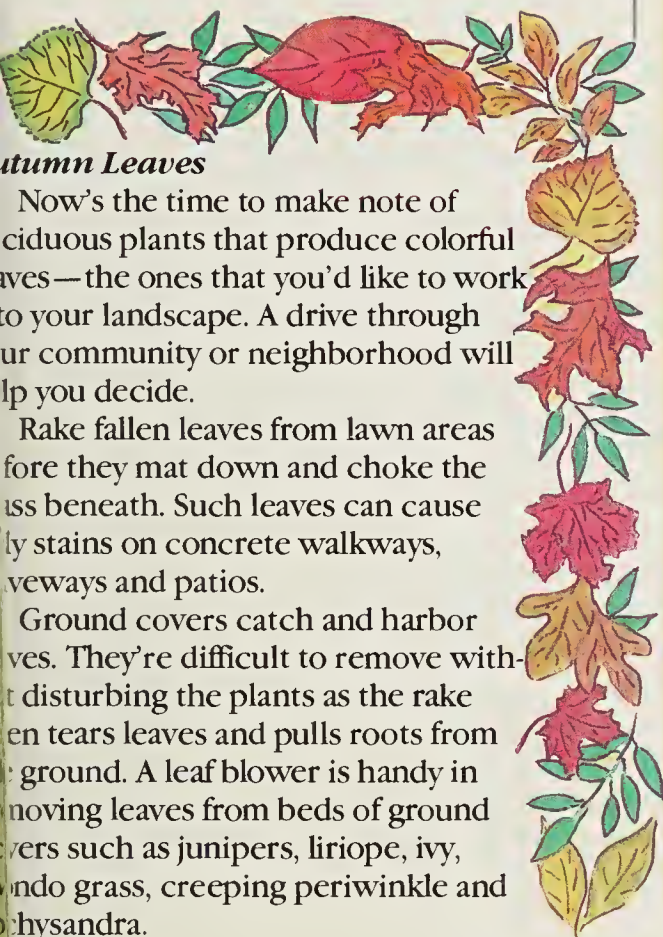 utumn Leaves
Now's the time to make note of
ciduous plants that produce colorful
aves—the ones that you'd like to work
to your landscape. A drive through
ur community or neighborhood will
lp you decide.
Rake fallen leaves from lawn areas
fore they mat down and choke the
ass beneath. Such leaves can cause
ly stains on concrete walkways,
veways and patios.
Ground covers catch and harbor
ves. They're difficult to remove with-
t disturbing the plants as the rake
en tears leaves and pulls roots from
e ground. A leaf blower is handy in
moving leaves from beds of ground
vers such as junipers, liriope, ivy,
ondo grass, creeping periwinkle and
chysandra.